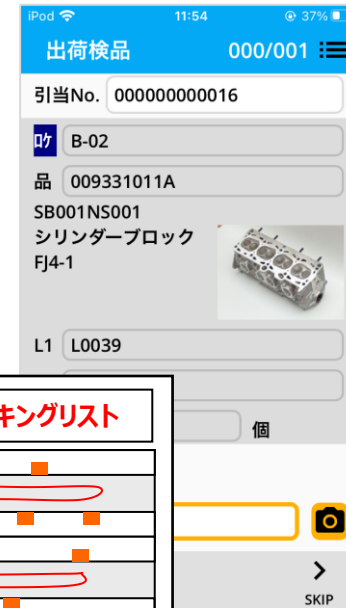 iPod 11:54 37%
出荷検品 000/001
引当No. 000000000016
ロケ B-02
品 009331011A
SB001NS001
シリンダーブロック
FJ4-1
L1 L0039
キングリスト
個
SKIP